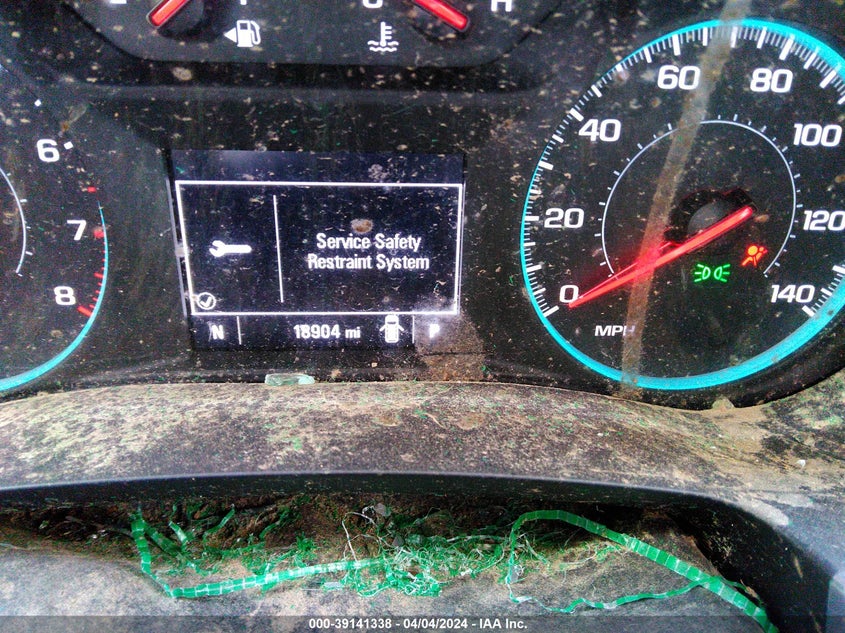 H
6
7
8
Service Safety
Restraint System
N 18904 mi P
0
20
40
60
80
100
120
140
MPH
000-39141338 - 04/04/2024 - IAA Inc.